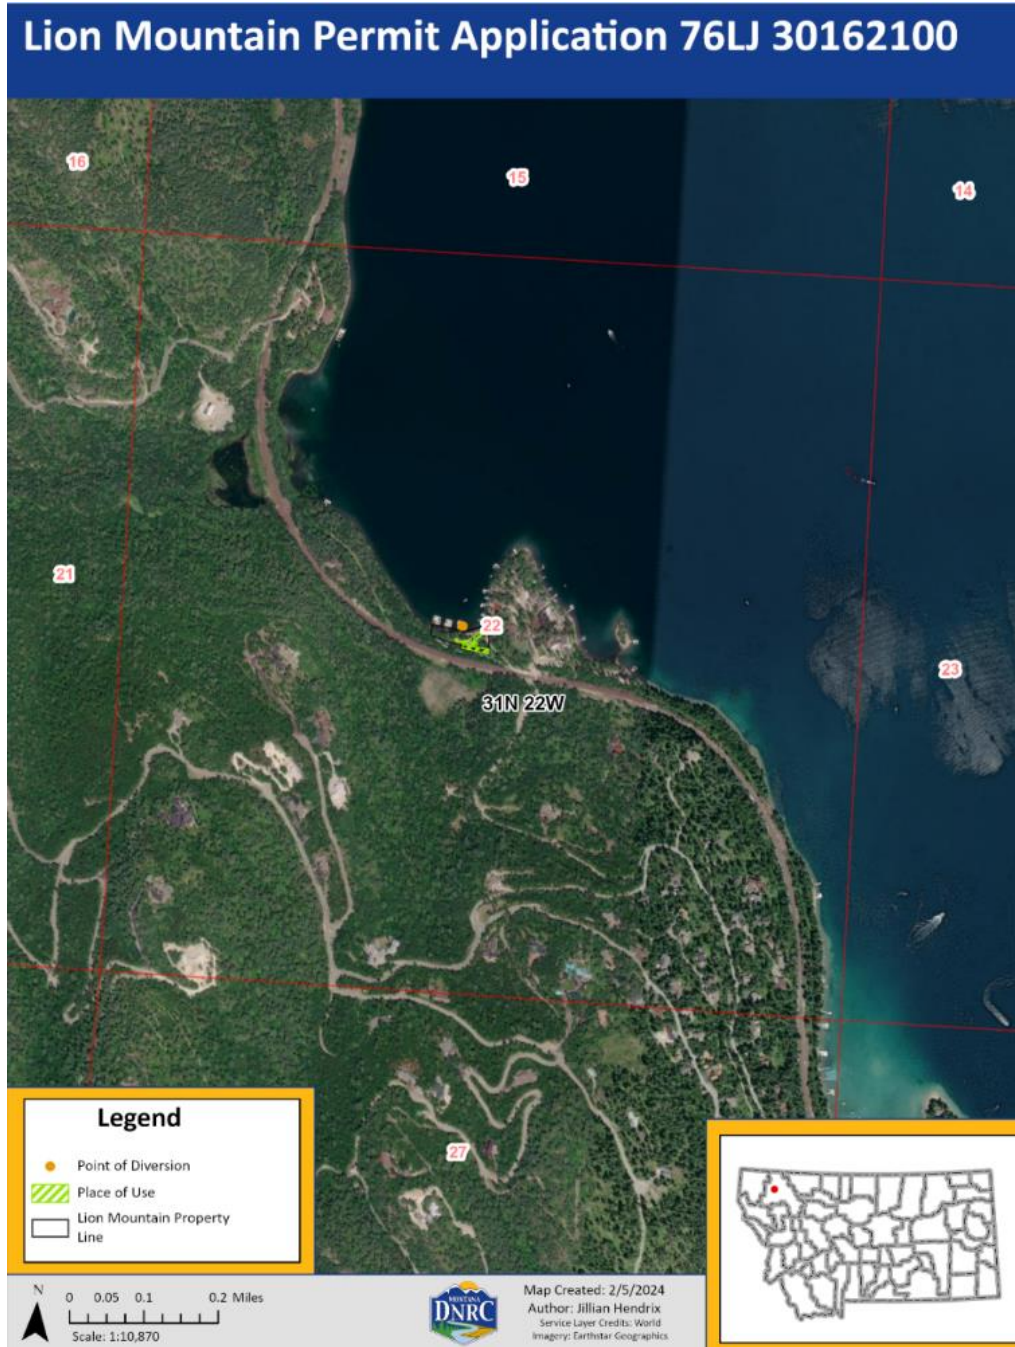 Lion Mountain Permit Application 76LJ 30162100
16
15
14
21
22
23
31N 22W
27
Legend
Point of Diversion
Place of Use
Lion Mountain Property
Line
N
0 0.05 0.1 0.2 Miles
Scale: 1:10,870
MONTANA
DNRC
Map Created: 2/5/2024
Author: Jillian Hendrix
Service Layer Credits: World
Imagery: Earthstar Geographics